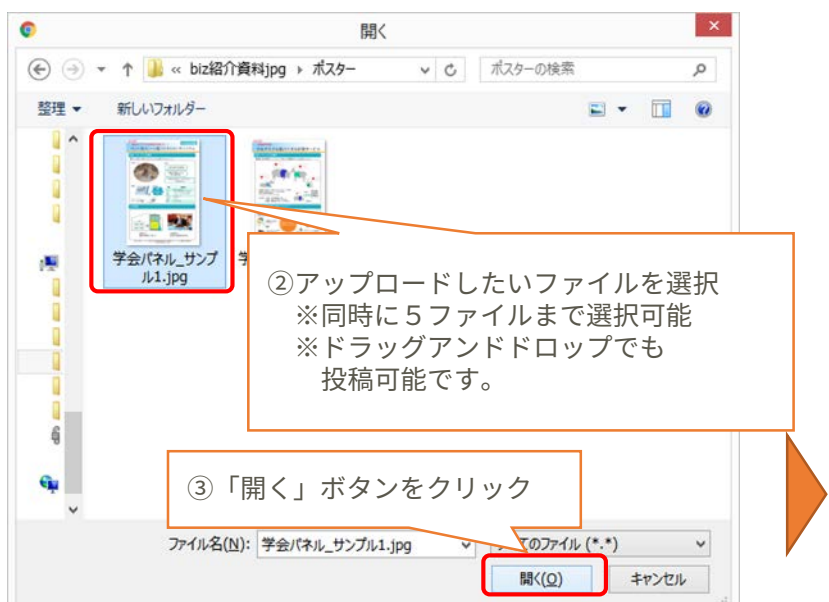 開く
« biz紹介資料jpg ▸ ポスター
ポスターの検索
整理 ▼
新しいフォルダー
学会パネル_サンプ
ル1.jpg
学
②アップロードしたいファイルを選択
※同時に５ファイルまで選択可能
※ドラッグアンドドロップでも
投稿可能です。
③「開く」ボタンをクリック
ファイル名(N):
学会パネル_サンプル1.jpg
てのファイル (*.*)
開く(O)
キャンセル